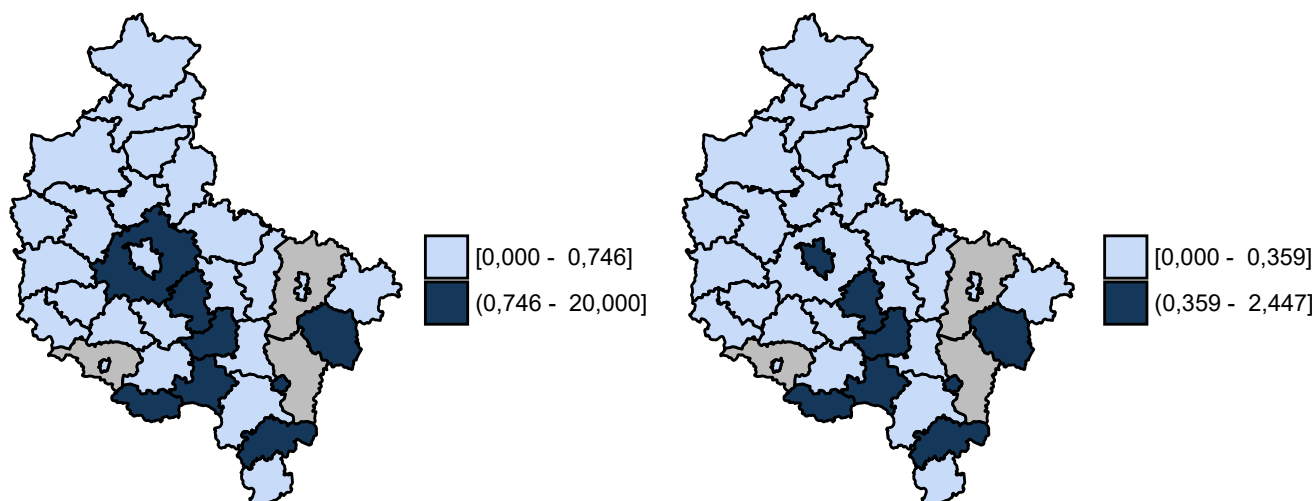 [0,000 - 0,746]
(0,746 - 20,000]
[0,000 - 0,359]
(0,359 - 2,447]